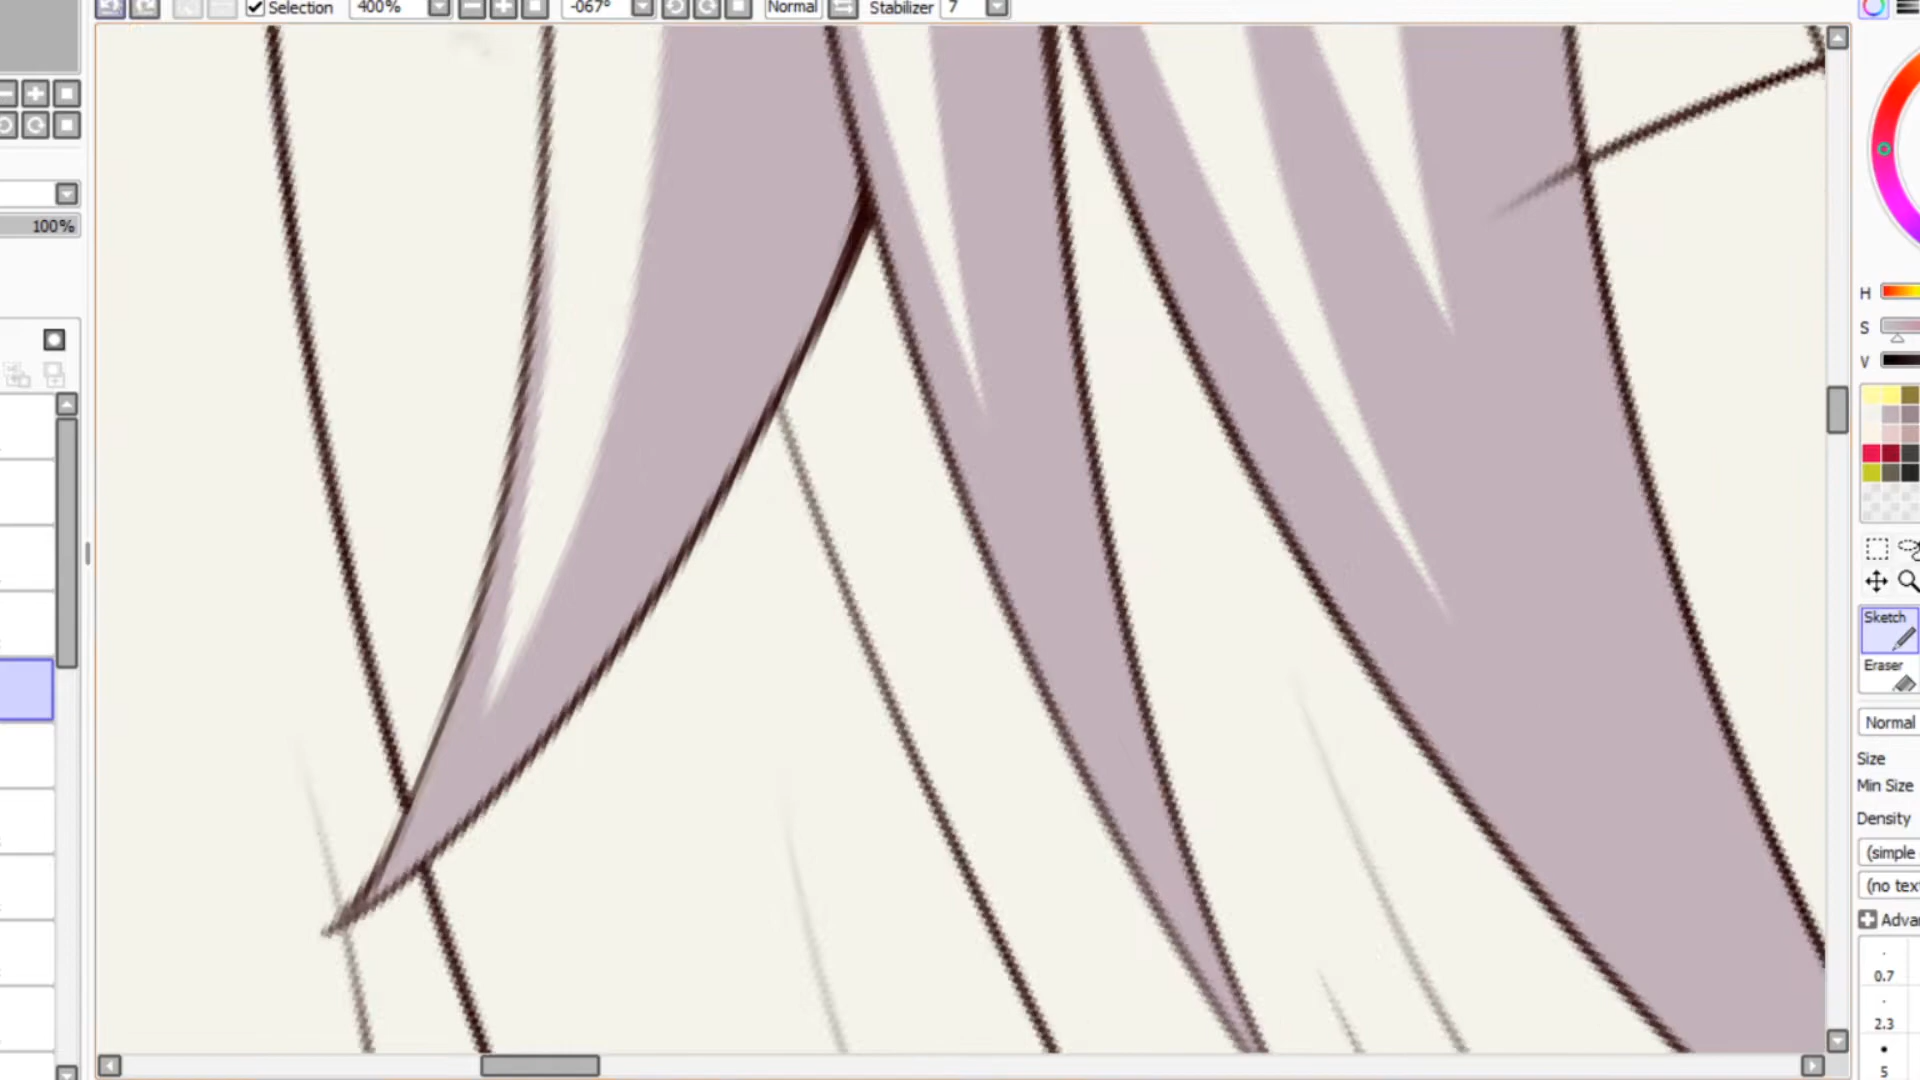 Selection 400% -067° Normal Stabilizer 7
100%
H
S
V
Sketch
Eraser
Normal
Size
Min Size
Density
(simple
(no tex
Adva
0.7
2.3
5